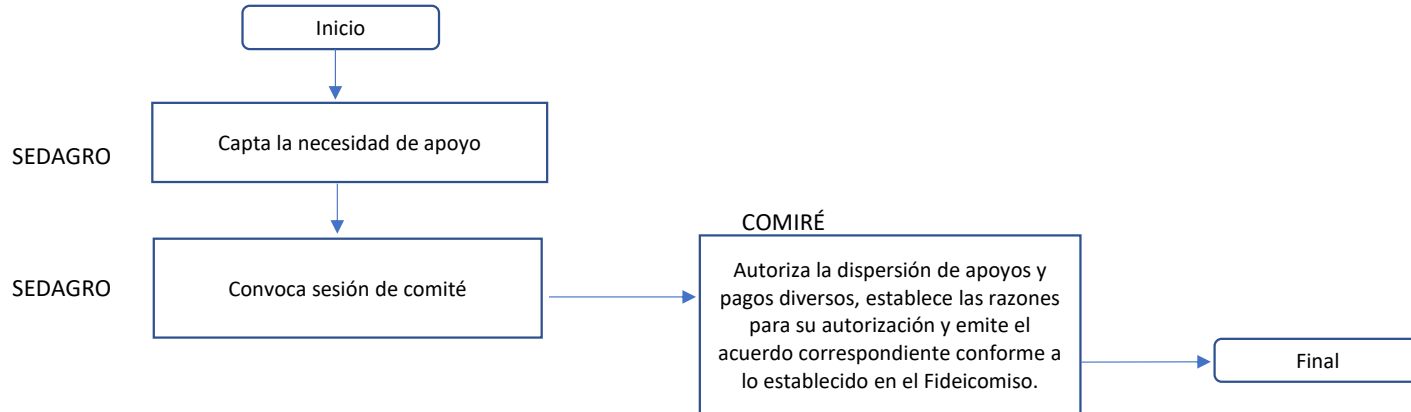 Inicio
SEDAGRO
Capta la necesidad de apoyo
SEDAGRO
Convoca sesión de comité
COMIRÉ
Autoriza la dispersión de apoyos y
pagos diversos, establece las razones
para su autorización y emite el
acuerdo correspondiente conforme a
lo establecido en el Fideicomiso.
Final